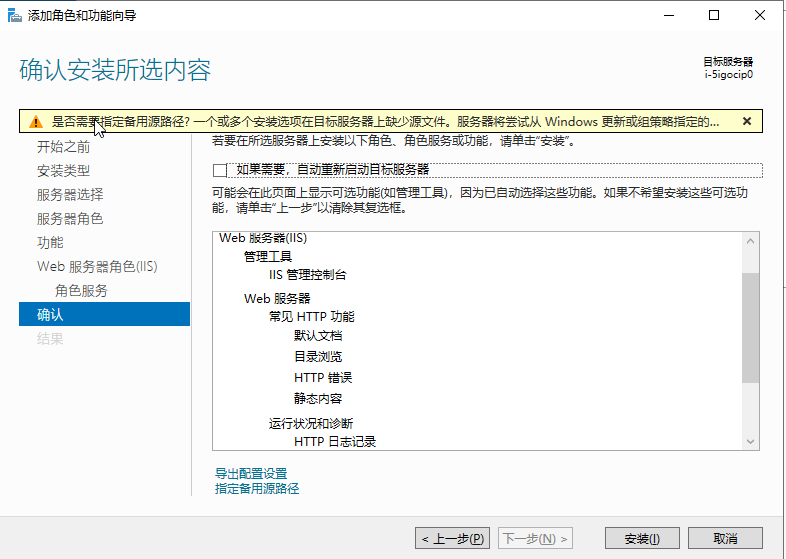 添加角色和功能向导
确认安装所选内容
目标服务器
i-5igocip0
是否需要指定备用源路径? 一个或多个安装选项在目标服务器上缺少源文件。服务器将尝试从 Windows 更新或组策略指定的...
开始之前
安装类型
服务器选择
服务器角色
功能
Web 服务器角色(IIS)
角色服务
确认
结果
若要在所选服务器上安装以下角色、角色服务或功能，请单击“安装”。
如果需要，自动重新启动目标服务器
可能会在此页面上显示可选功能(如管理工具)，因为已自动选择这些功能。如果不希望安装这些可选功
能，请单击“上一步”以清除其复选框。
Web 服务器(IIS)
管理工具
IIS 管理控制台
Web 服务器
常见 HTTP 功能
默认文档
目录浏览
HTTP 错误
静态内容
运行状况和诊断
HTTP 日志记录
导出配置设置
指定备用源路径
< 上一步(P)
下一步(N) >
安装(I)
取消